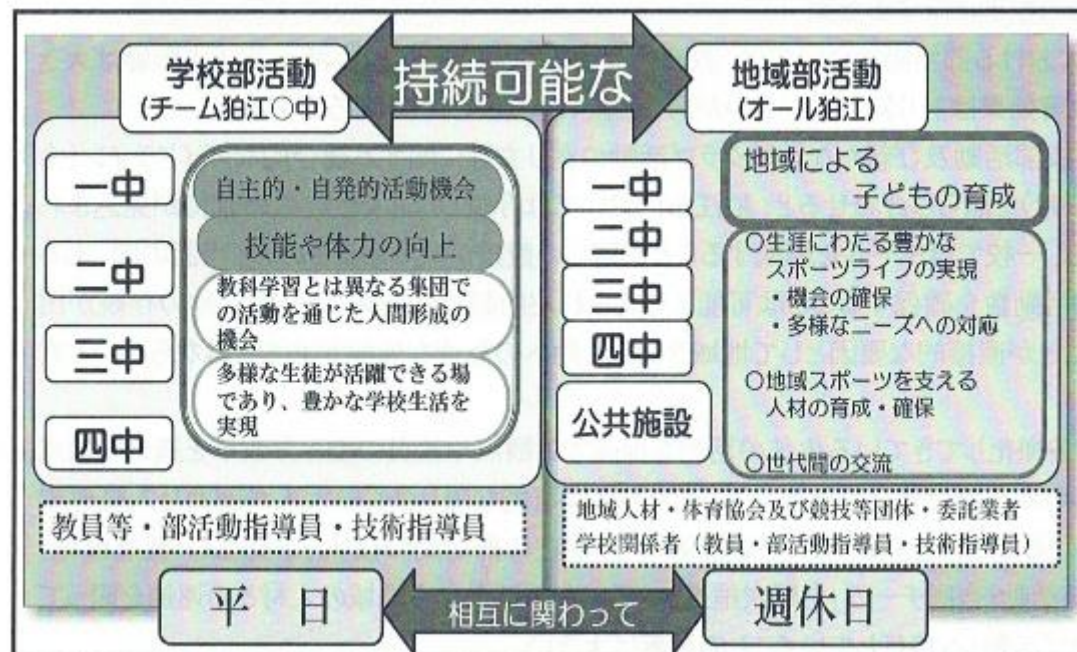 学校部活動
(チーム狛江○中)
持続可能な
地域部活動
(オール狛江)
一中
二中
三中
四中
自主的・自発的活動機会
技能や体力の向上
教科学習とは異なる集団で
の活動を通じた人間形成の
機会
多様な生徒が活躍できる場
であり、豊かな学校生活を
実現
教員等・部活動指導員・技術指導員
平 日
一中
二中
三中
四中
公共施設
地域による
子どもの育成
○生涯にわたる豊かな
スポーツライフの実現
・機会の確保
・多様なニーズへの対応
○地域スポーツを支える
人材の育成・確保
○世代間の交流
地域人材・体育協会及び競技等団体・委託業者
学校関係者（教員・部活動指導員・技術指導員）
相互に関わって
週休日